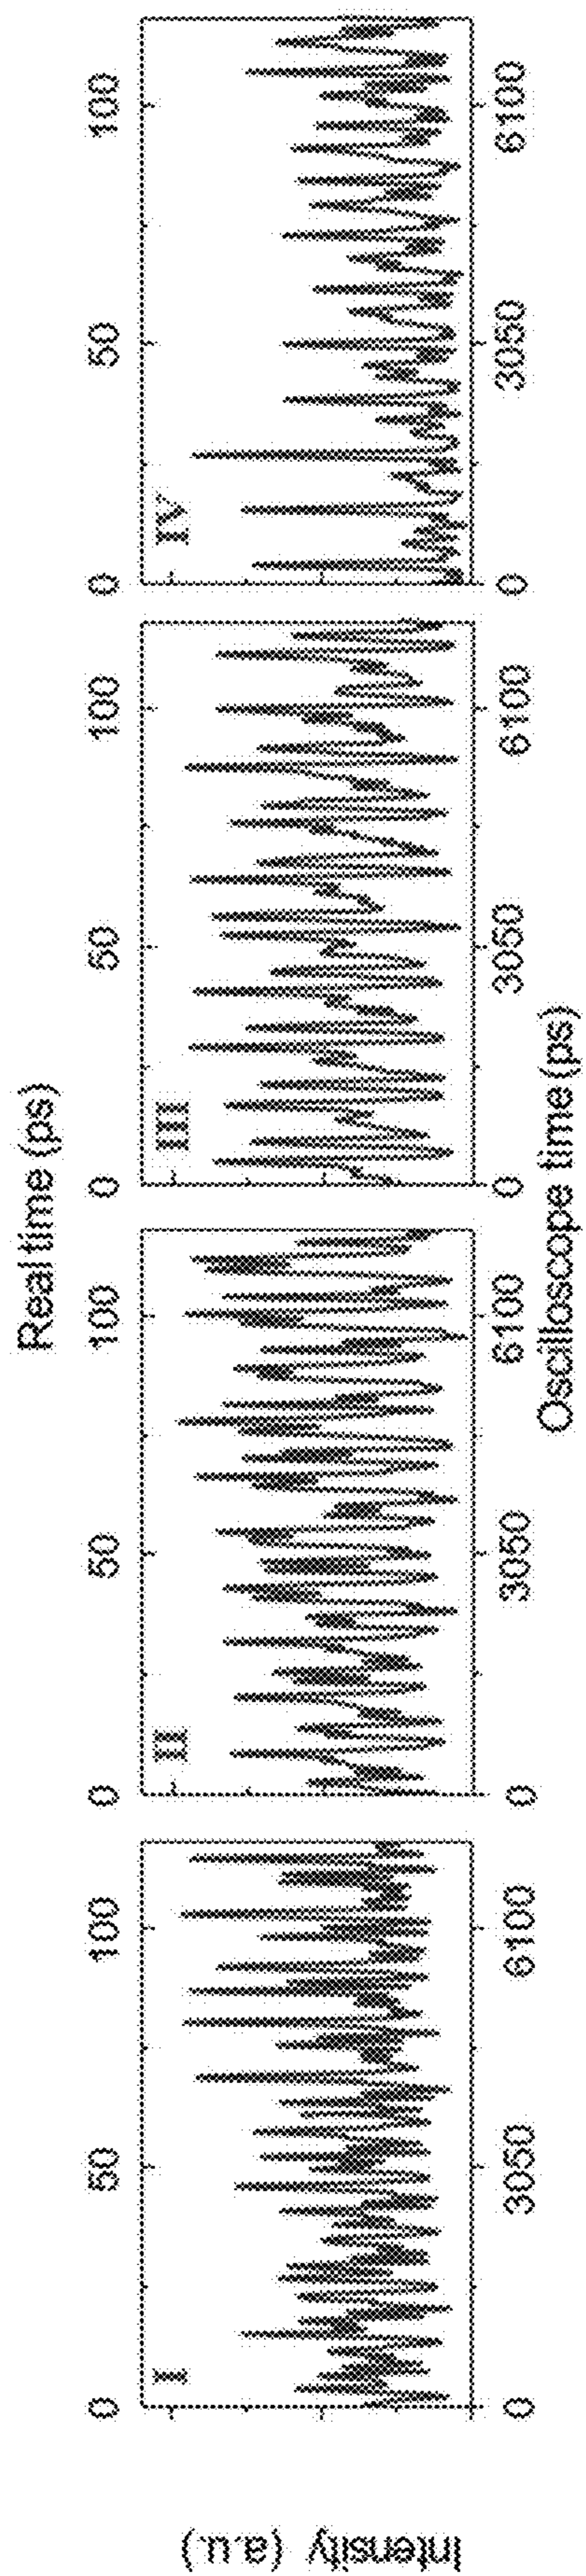 Real time (ps)
0 50 100 0 50 100 0 50 100 0 50 100
I II III IV
Intensity (a.u.)
0 3050 6100 0 3050 6100 0 3050 6100 0 3050 6100
Oscilloscope time (ps)